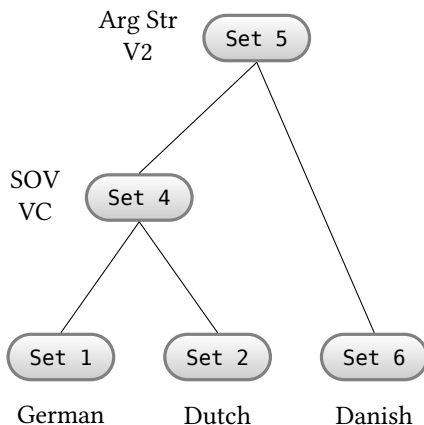 Arg Str
V2
Set 5
SOV
VC
Set 4
Set 1
Set 2
Set 6
German
Dutch
Danish